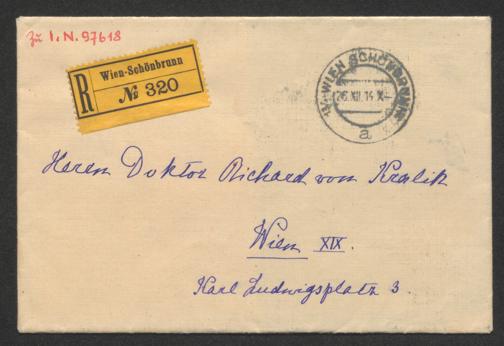 Zu I.N. 97618
R
Wien-Schönbrunn
№ 320
WIEN SCHÖNBRUNN
26.XII.14 X
a
Herrn Doktor Richard von Kralik
Wien XIX.
Karl Ludwigsplatz 3.